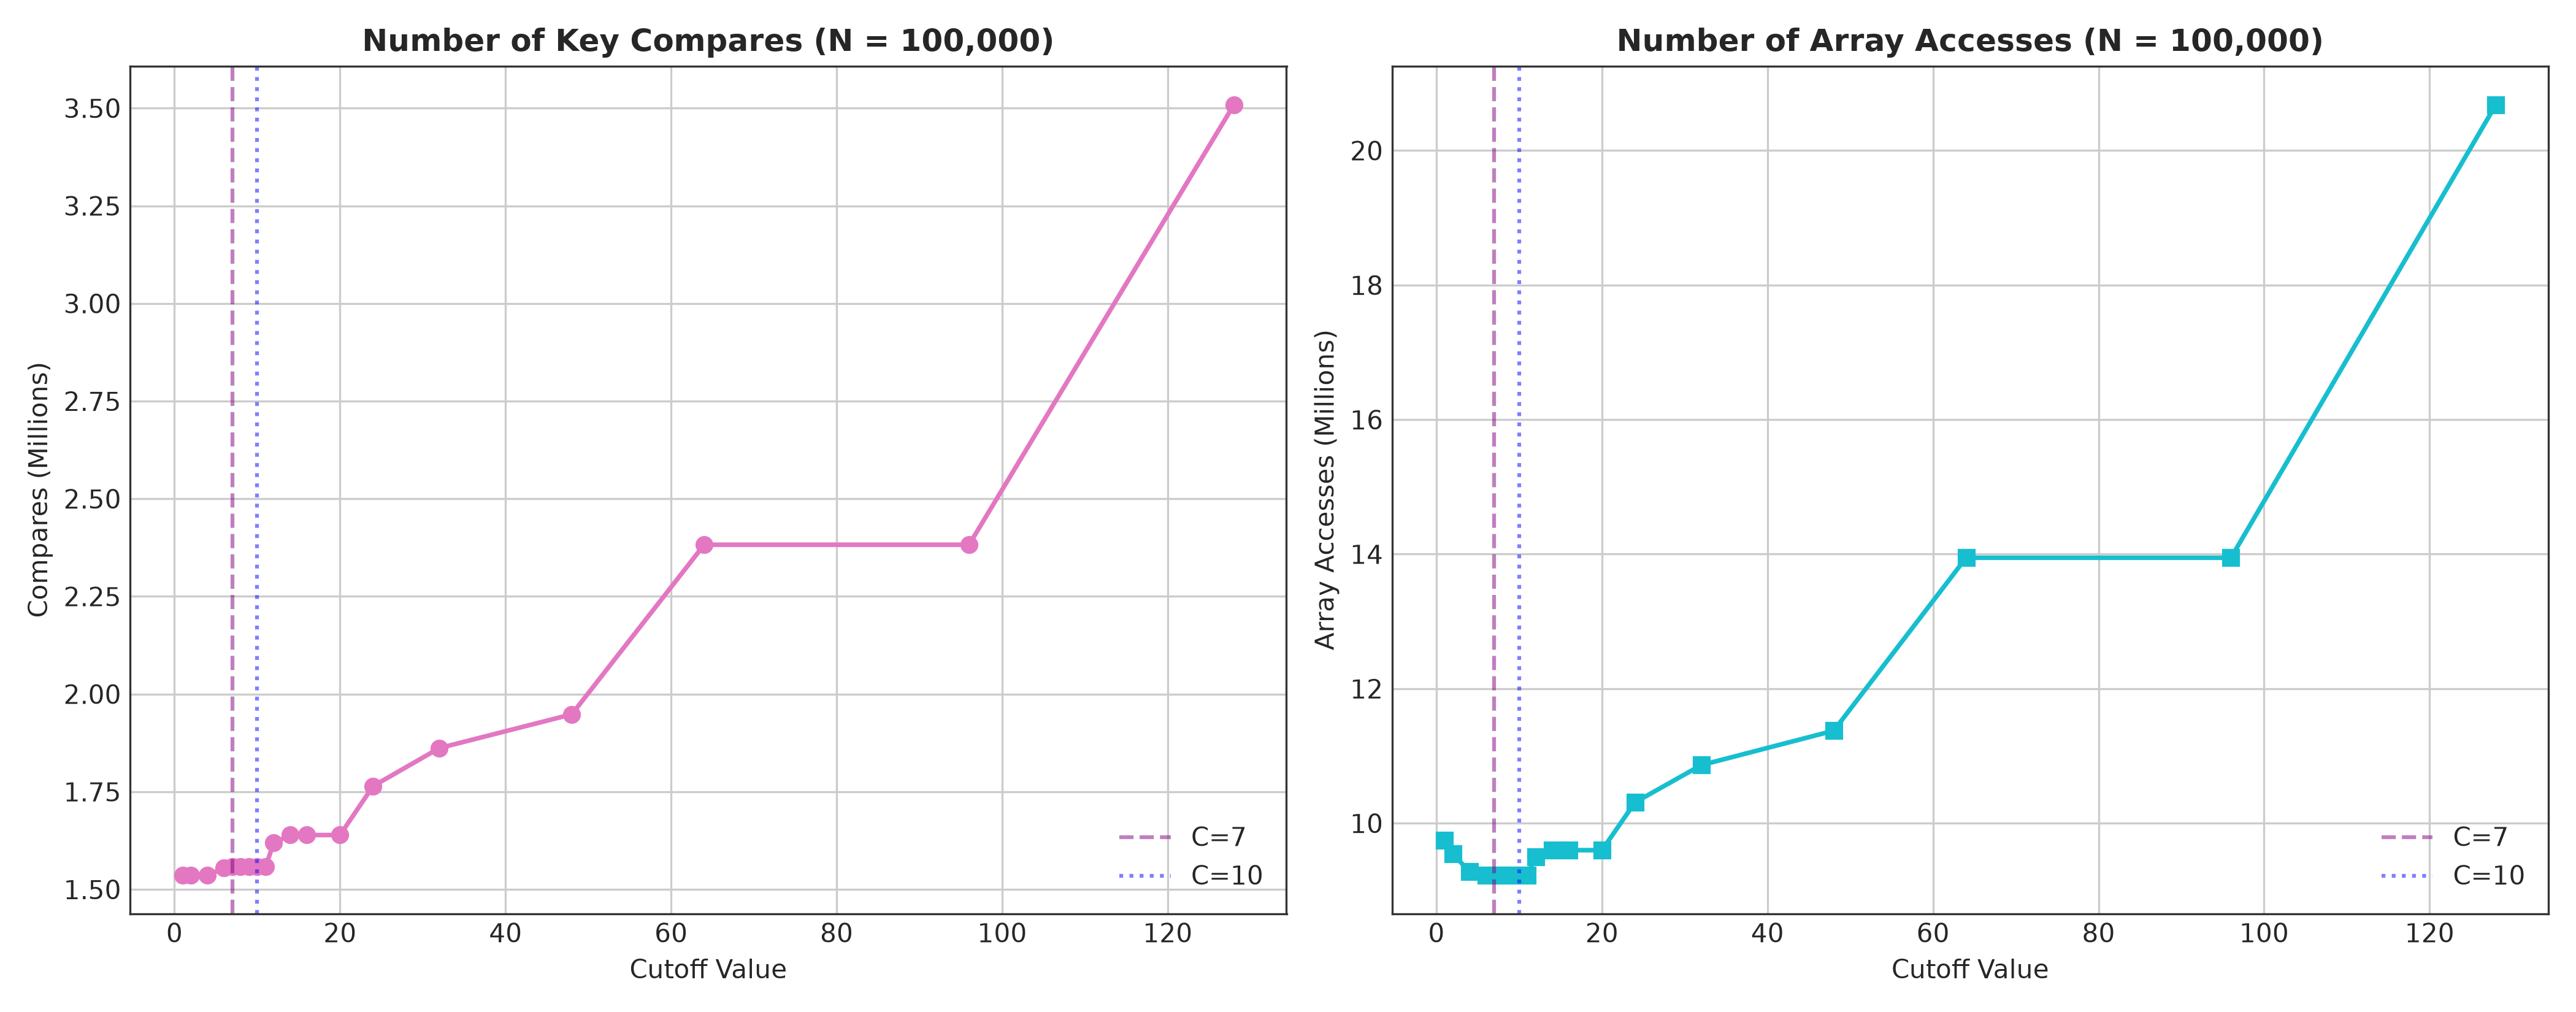 Number of Key Compares (N = 100,000)
Compares (Millions)
3.50
3.25
3.00
2.75
2.50
2.25
2.00
1.75
1.50
0 20 40 60 80 100 120
Cutoff Value
C=7
C=10
Number of Array Accesses (N = 100,000)
Array Accesses (Millions)
20
18
16
14
12
10
0 20 40 60 80 100 120
Cutoff Value
C=7
C=10